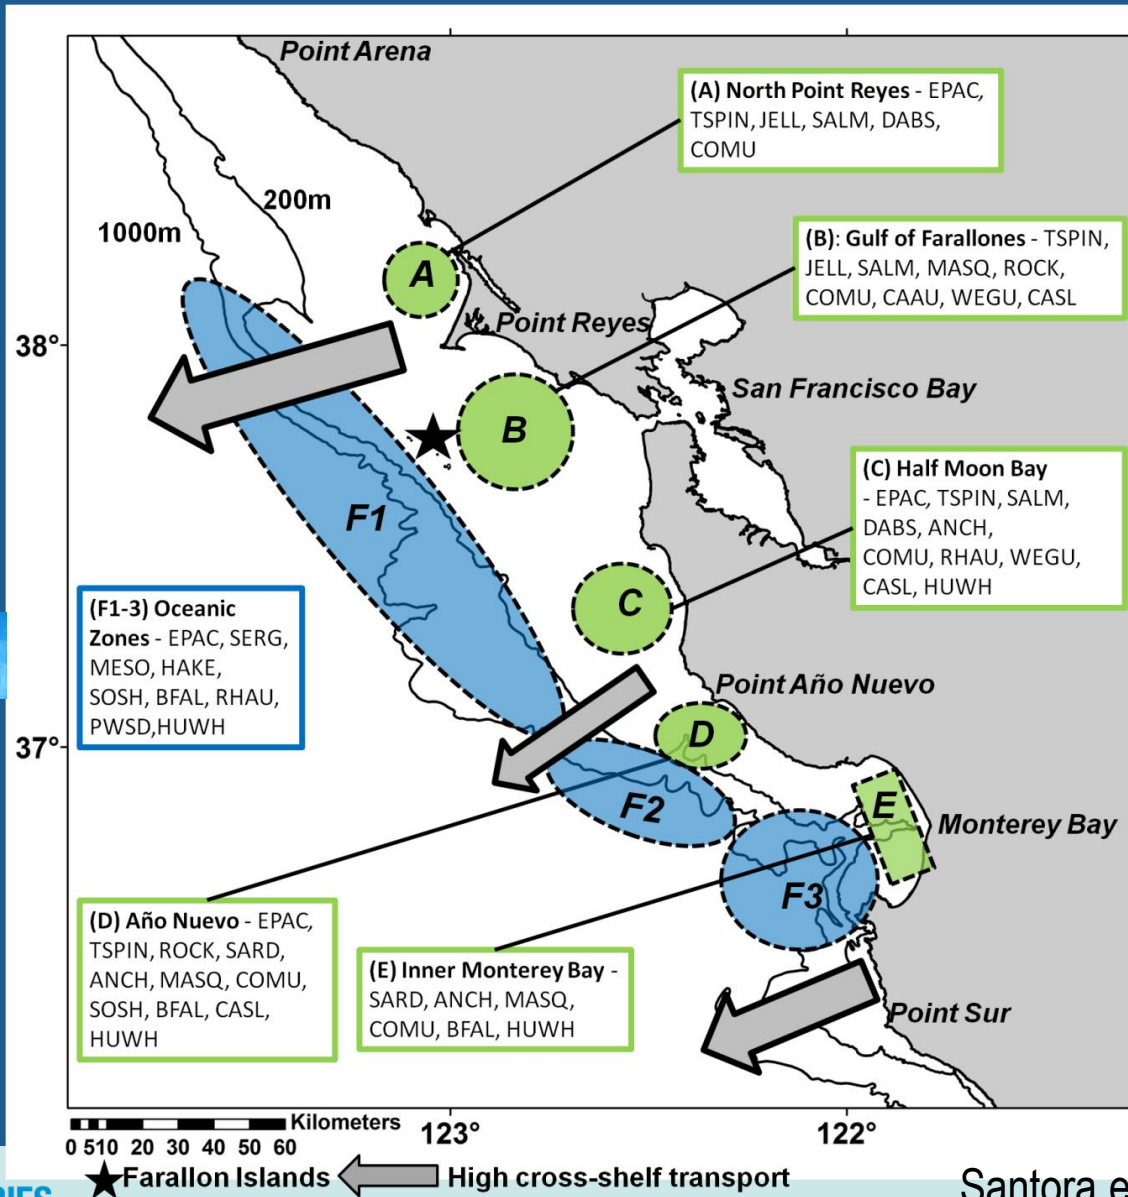 Point Arena
(A) North Point Reyes - EPAC,
TSPIN, JELL, SALM, DABS,
COMU
200m
1000m
(B): Gulf of Farallones - TSPIN,
JELL, SALM, MASQ, ROCK,
COMU, CAAU, WEGU, CASL
A
Point Reyes
38°
San Francisco Bay
B
(C) Half Moon Bay
- EPAC, TSPIN, SALM,
DABS, ANCH,
COMU, RHAU, WEGU,
CASL, HUWH
F1
C
(F1-3) Oceanic
Zones - EPAC, SERG,
MESO, HAKE,
SOSH, BFAL, RHAU,
PWSD,HUWH
Point Año Nuevo
37°
D
F2
E
Monterey Bay
F3
(D) Año Nuevo - EPAC,
TSPIN, ROCK, SARD,
ANCH, MASQ, COMU,
SOSH, BFAL, CASL,
HUWH
(E) Inner Monterey Bay -
SARD, ANCH, MASQ,
COMU, BFAL, HUWH
Point Sur
Kilometers
0 5 10 20 30 40 50 60
123°
122°
Farallon Islands
High cross-shelf transport
Santora e